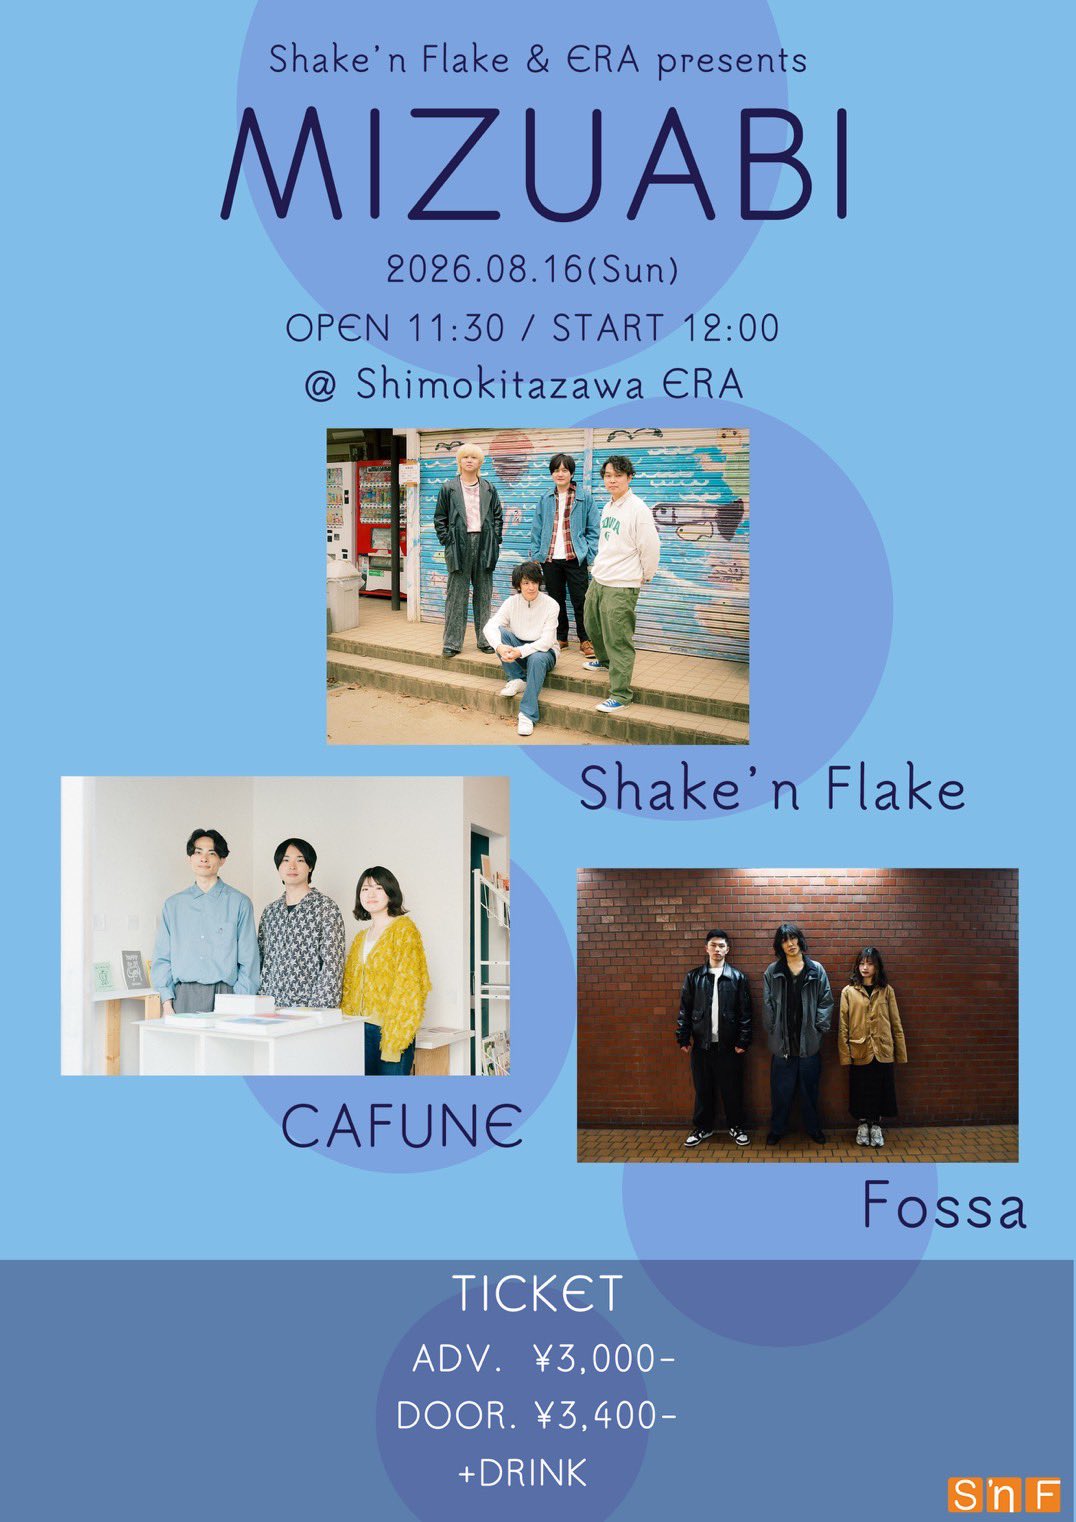 Shake'n Flake & ERA presents
MIZUABI
2026.08.16(Sun)
OPEN 11:30 / START 12:00
@ Shimokitazawa ERA
Shake'n Flake
CAFUNE
Fossa
TICKET
ADV. ¥3,000-
DOOR. ¥3,400-
+DRINK
S'n F